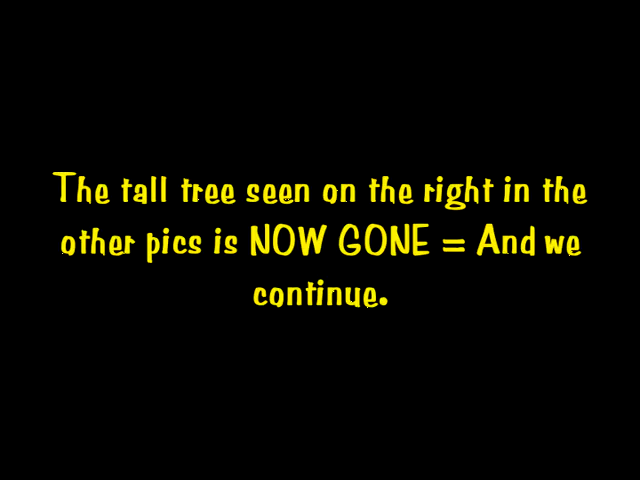 The tall tree seen on the right in the
other pics is NOW GONE = And we
continue.